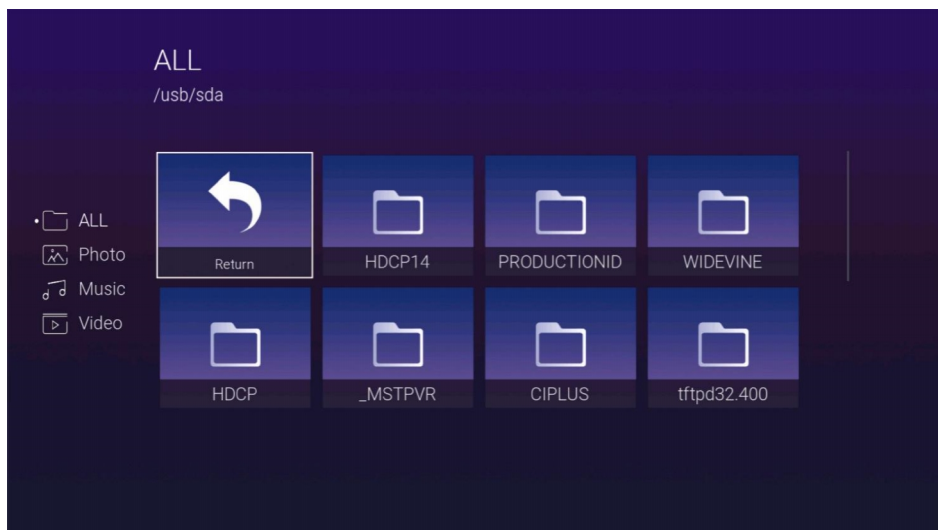 ALL
/usb/sda
ALL
Photo
Music
Video
Return
HDCP14
PRODUCTIONID
WIDEVINE
HDCP
_MSTPVR
CIPLUS
tftpd32.400